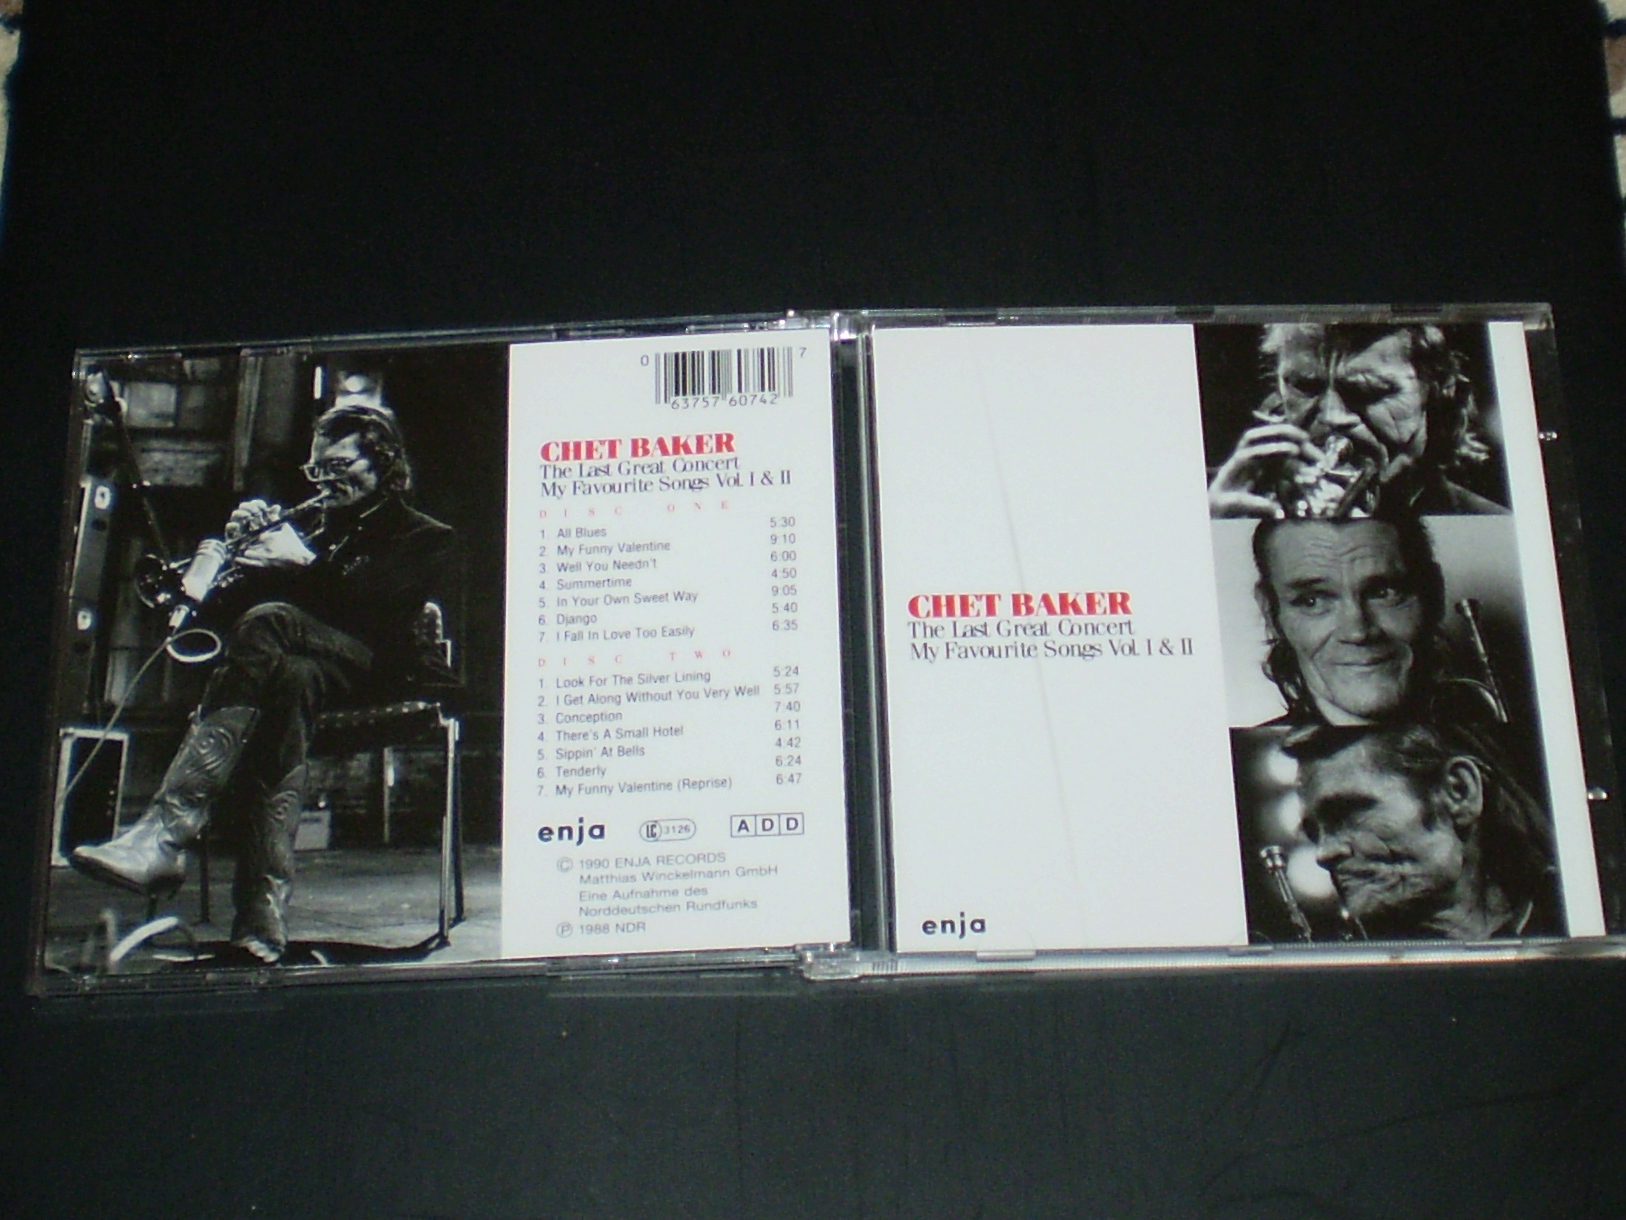 0 63757 60742 7
CHET BAKER
The Last Great Concert
My Favourite Songs Vol. I & II
DISC ONE
1. All Blues 5:30
2. My Funny Valentine 9:10
3. Well You Needn't 6:00
4. Summertime 4:50
5. In Your Own Sweet Way 9:05
6. Django 5:40
7. I Fall In Love Too Easily 6:35
DISC TWO
1. Look For The Silver Lining 5:24
2. I Get Along Without You Very Well 5:57
3. Conception 7:40
4. There's A Small Hotel 6:11
5. Sippin' At Bells 4:42
6. Tenderly 6:24
7. My Funny Valentine (Reprise) 6:47
enja LC 3126 ADD
© 1990 ENJA RECORDS
Matthias Winckelmann GmbH
Eine Aufnahme des
Norddeutschen Rundfunks
℗ 1988 NDR
CHET BAKER
The Last Great Concert
My Favourite Songs Vol. I & II
enja